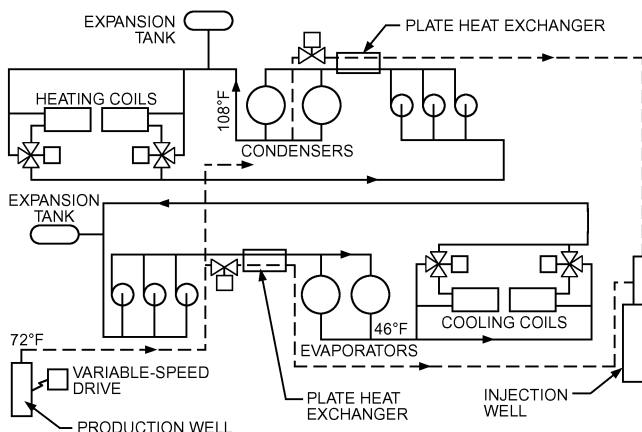 EXPANSION
TANK
PLATE HEAT EXCHANGER
HEATING COILS
108°F
CONDENSERS
EXPANSION
TANK
72°F
46°F
COOLING COILS
EVAPORATORS
VARIABLE-SPEED
DRIVE
PLATE HEAT
EXCHANGER
INJECTION
WELL
PRODUCTION WELL